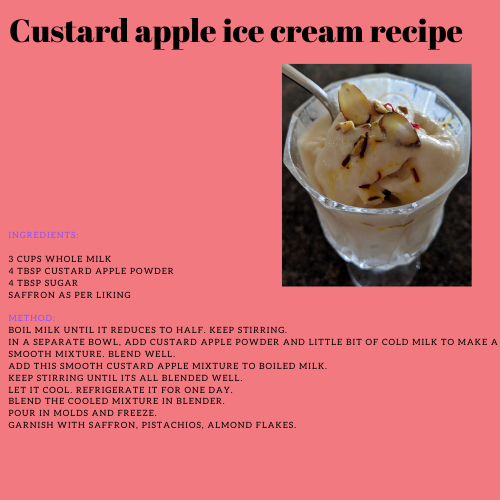 Custard apple ice cream recipe
INGREDIENTS:
3 CUPS WHOLE MILK
4 TBSP CUSTARD APPLE POWDER
4 TBSP SUGAR
SAFFRON AS PER LIKING
METHOD:
BOIL MILK UNTIL IT REDUCES TO HALF. KEEP STIRRING.
IN A SEPARATE BOWL, ADD CUSTARD APPLE POWDER AND LITTLE BIT OF COLD MILK TO MAKE A
SMOOTH MIXTURE. BLEND WELL.
ADD THIS SMOOTH CUSTARD APPLE MIXTURE TO BOILED MILK.
KEEP STIRRING UNTIL ITS ALL BLENDED WELL.
LET IT COOL. REFRIGERATE IT FOR ONE DAY.
BLEND THE COOLED MIXTURE IN BLENDER.
POUR IN MOLDS AND FREEZE.
GARNISH WITH SAFFRON, PISTACHIOS, ALMOND FLAKES.